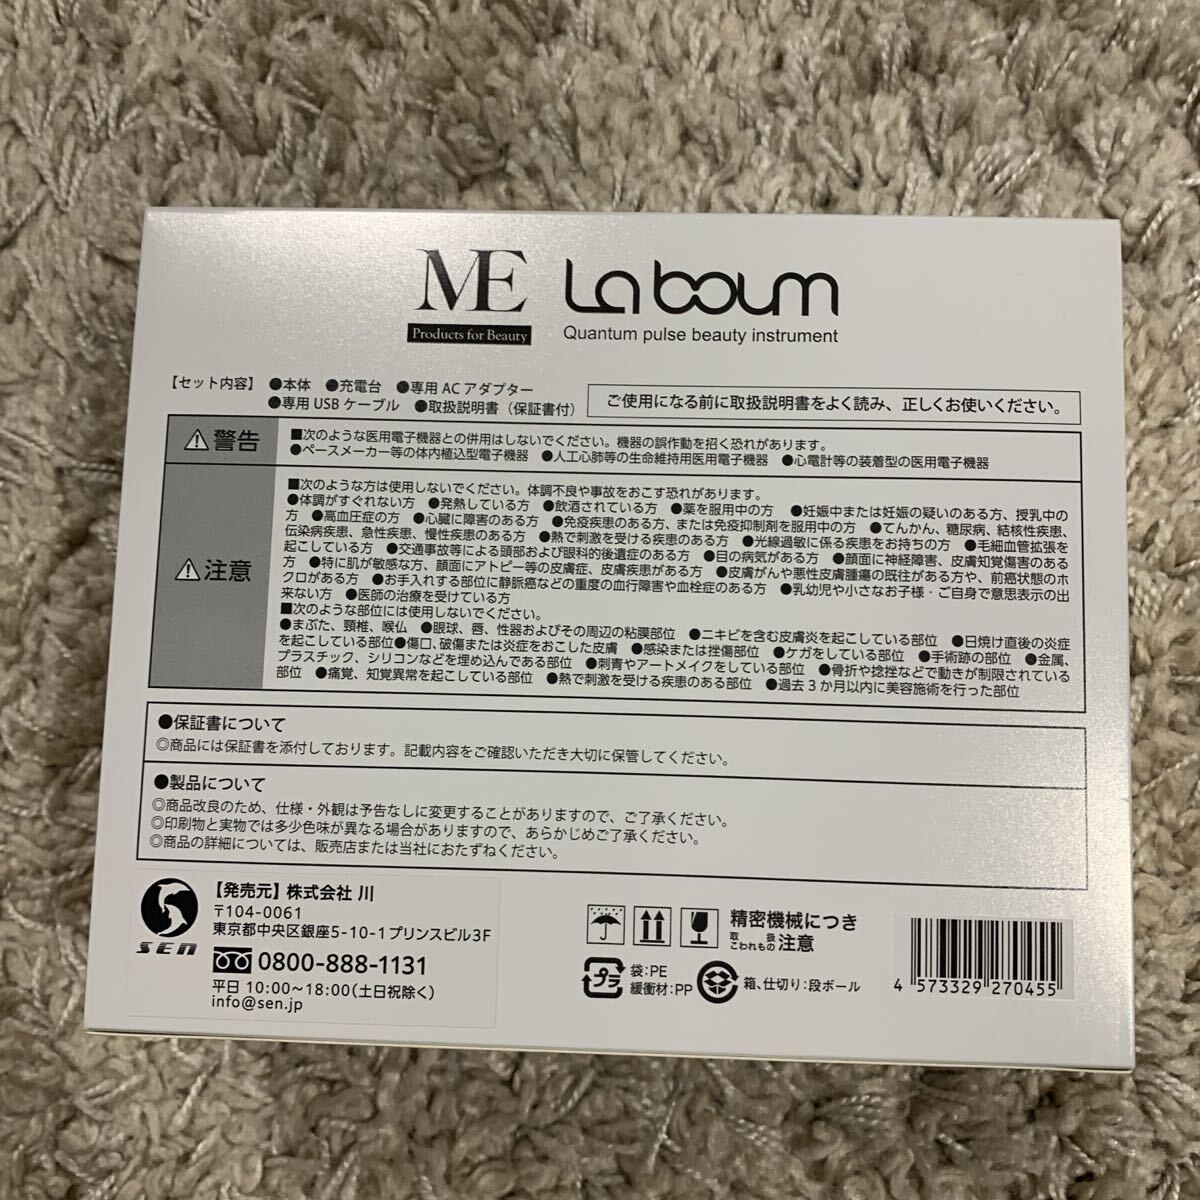 ME
Products for Beauty
La boum
Quantum pulse beauty instrument
【セット内容】 ●本体 ●充電台 ●専用 AC アダプター
●専用 USB ケーブル ●取扱説明書（保証書付）
ご使用になる前に取扱説明書をよく読み、正しくお使いください。
警告
■次のような医用電子機器との併用はしないでください。機器の誤作動を招く恐れがあります。
●ペースメーカー等の体内植込型電子機器 ●人工心肺等の生命維持用医用電子機器 ●心電計等の装着型の医用電子機器
注意
■次のような方は使用しないでください。体調不良や事故をおこす恐れがあります。
●体調がすぐれない方 ●発熱している方 ●飲酒されている方 ●薬を服用中の方 ●妊娠中または妊娠の疑いのある方、授乳中の
方 ●高血圧症の方 ●心臓に障害のある方 ●免疫疾患のある方、または免疫抑制剤を服用中の方 ●てんかん、糖尿病、結核性疾患、
伝染病疾患、急性疾患、慢性疾患のある方 ●熱で刺激を受ける疾患のある方 ●光線過敏に係る疾患をお持ちの方 ●毛細血管拡張を
起こしている方 ●交通事故等による頭部および眼科的後遺症のある方 ●目の病気がある方 ●顔面に神経障害、皮膚知覚傷害のある
方 ●特に肌が敏感な方、顔面にアトピー等の皮膚症、皮膚疾患がある方 ●皮膚がんや悪性皮膚腫瘍の既往がある方や、前癌状態のホ
クロがある方 ●お手入れする部位に静脈瘤などの重度の血行障害や血栓症のある方 ●乳幼児や小さなお子様・ご自身で意思表示の出
来ない方 ●医師の治療を受けている方
■次のような部位には使用しないでください。
●まぶた、頸椎、喉仏 ●眼球、唇、性器およびその周辺の粘膜部位 ●ニキビを含む皮膚炎を起こしている部位 ●日焼け直後の炎症
を起こしている部位●傷口、破傷または炎症をおこした皮膚 ●感染または挫傷部位 ●ケガをしている部位 ●手術跡の部位 ●金属、
プラスチック、シリコンなどを埋め込んである部位 ●刺青やアートメイクをしている部位 ●骨折や捻挫などで動きが制限されている
部位 ●痛覚、知覚異常を起こしている部位 ●熱で刺激を受ける疾患のある部位 ●過去3か月以内に美容施術を行った部位
●保証書について
◎商品には保証書を添付しております。記載内容をご確認いただき大切に保管してください。
●製品について
◎商品改良のため、仕様・外観は予告なしに変更することがありますので、ご了承ください。
◎印刷物と実物では多少色味が異なる場合がありますので、あらかじめご了承ください。
◎商品の詳細については、販売店または当社におたずねください。
SEN
【発売元】株式会社 川
〒104-0061
東京都中央区銀座5-10-1プリンスビル3F
0800-888-1131
平日 10:00～18:00（土日祝除く）
info@sen.jp
精密機械につき
取扱注意
こわれもの
プラ
袋:PE
緩衝材:PP
箱、仕切り:段ボール
4 573329 270455